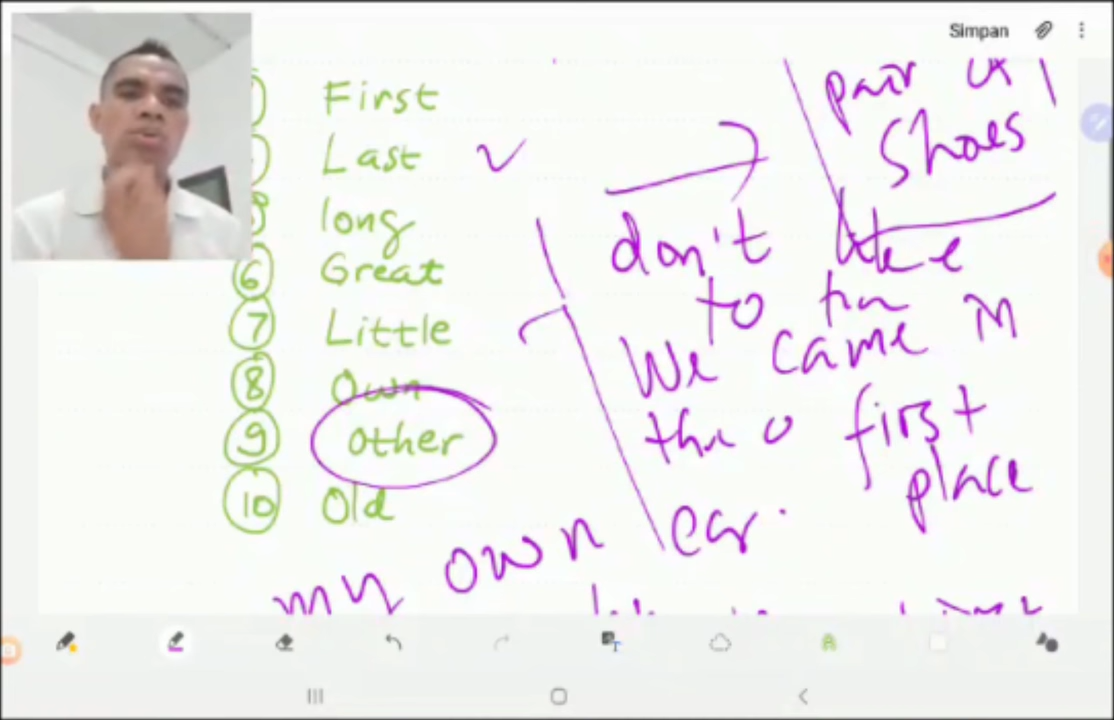 Simpan
First
Last
long
6 Great
7 Little
8 Own
9 other
10 Old
pair of
Shoes
don't like
to
We came in
the first
place
car.
my own